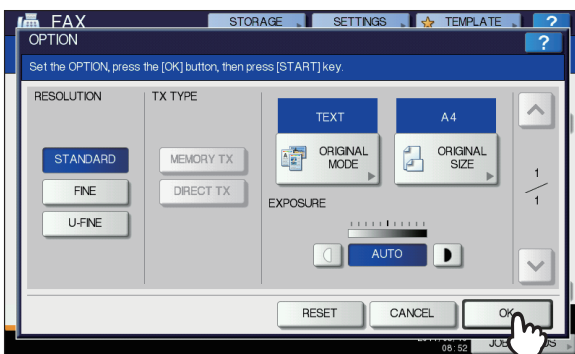 FAX STORAGE SETTINGS TEMPLATE ?
OPTION ?
Set the OPTION, press the [OK] button, then press [START] key.
RESOLUTION TX TYPE
TEXT A4
STANDARD MEMORY TX ORIGINAL MODE ORIGINAL SIZE
FINE DIRECT TX
1
1
EXPOSURE
U-FINE
AUTO
RESET CANCEL OK
08:52